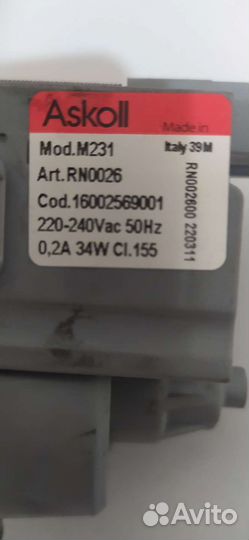 Askoll
Made in
Mod.M231
Italy 39 M
Art.RN0026
Cod.16002569001
220-240Vac 50Hz
0,2A 34W Cl.155
RN002600 220311
Avito